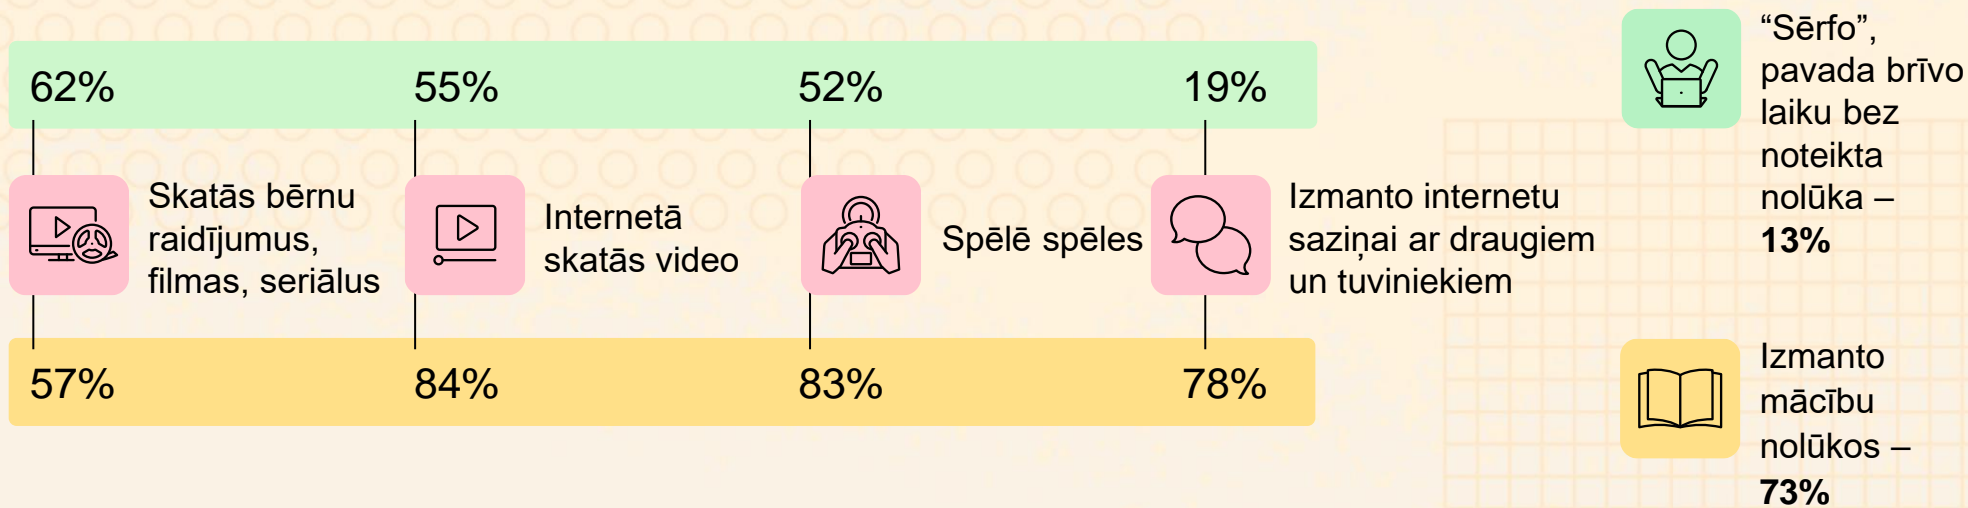 62%
55%
52%
19%
Skatās bērnu
raidījumus,
filmas, seriālus
Internetā
skatās video
Spēlē spēles
Izmanto internetu
saziņai ar draugiem
un tuviniekiem
57%
84%
83%
78%
“Sērfo”,
pavada brīvo
laiku bez
noteikta
nolūka –
13%
Izmanto
mācību
nolūkos –
73%